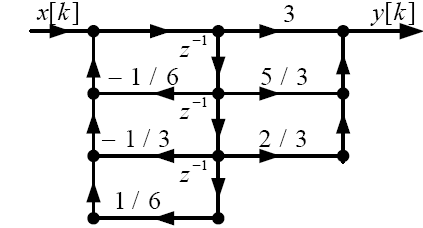 x[k] 3 y[k]
z⁻¹
– 1 / 6 5 / 3
z⁻¹
– 1 / 3 2 / 3
z⁻¹
1 / 6